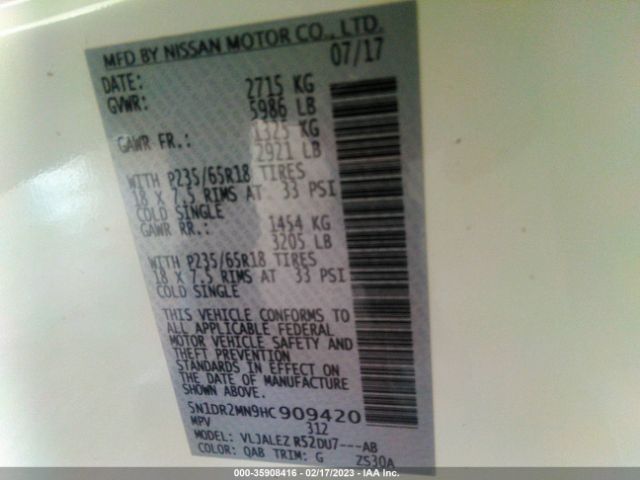 MFD BY NISSAN MOTOR CO., LTD.
DATE: 07/17
GVWR: 2715 KG
5986 LB
GAWR FR.: 1325 KG
2921 LB
WITH P235/65R18 TIRES
18 X 7.5 RIMS AT 33 PSI
COLD SINGLE
GAWR RR.: 1454 KG
3205 LB
WITH P235/65R18 TIRES
18 X 7.5 RIMS AT 33 PSI
COLD SINGLE
THIS VEHICLE CONFORMS TO
ALL APPLICABLE FEDERAL
MOTOR VEHICLE SAFETY AND
THEFT PREVENTION
STANDARDS IN EFFECT ON
THE DATE OF MANUFACTURE
SHOWN ABOVE.
5N1DR2MN9HC909420
MPV 312
MODEL: VLJALEZ R52DU7---AB
COLOR: QAB TRIM: G ZS30A
000-35908416 - 02/17/2023 - IAA Inc.